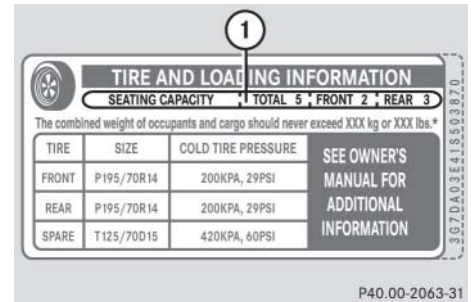 1
TIRE AND LOADING INFORMATION
SEATING CAPACITY TOTAL 5 FRONT 2 REAR 3
The combined weight of occupants and cargo should never exceed XXX kg or XXX lbs.*
TIRE SIZE COLD TIRE PRESSURE SEE OWNER'S
FRONT P195/70R14 200KPA, 29PSI MANUAL FOR
REAR P195/70R14 200KPA, 29PSI ADDITIONAL
SPARE T125/70D15 420KPA, 60PSI INFORMATION
3G7DA03E41S503870
P40.00-2063-31